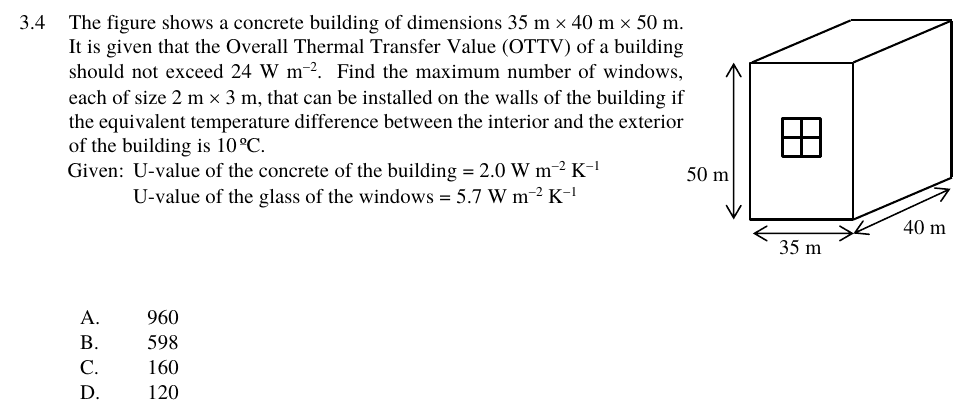 3.4 The figure shows a concrete building of dimensions 35 m × 40 m × 50 m.
It is given that the Overall Thermal Transfer Value (OTTV) of a building
should not exceed 24 W m⁻². Find the maximum number of windows,
each of size 2 m × 3 m, that can be installed on the walls of the building if
the equivalent temperature difference between the interior and the exterior
of the building is 10 ºC.
Given: U-value of the concrete of the building = 2.0 W m⁻² K⁻¹
U-value of the glass of the windows = 5.7 W m⁻² K⁻¹
50 m
40 m
35 m
A. 960
B. 598
C. 160
D. 120